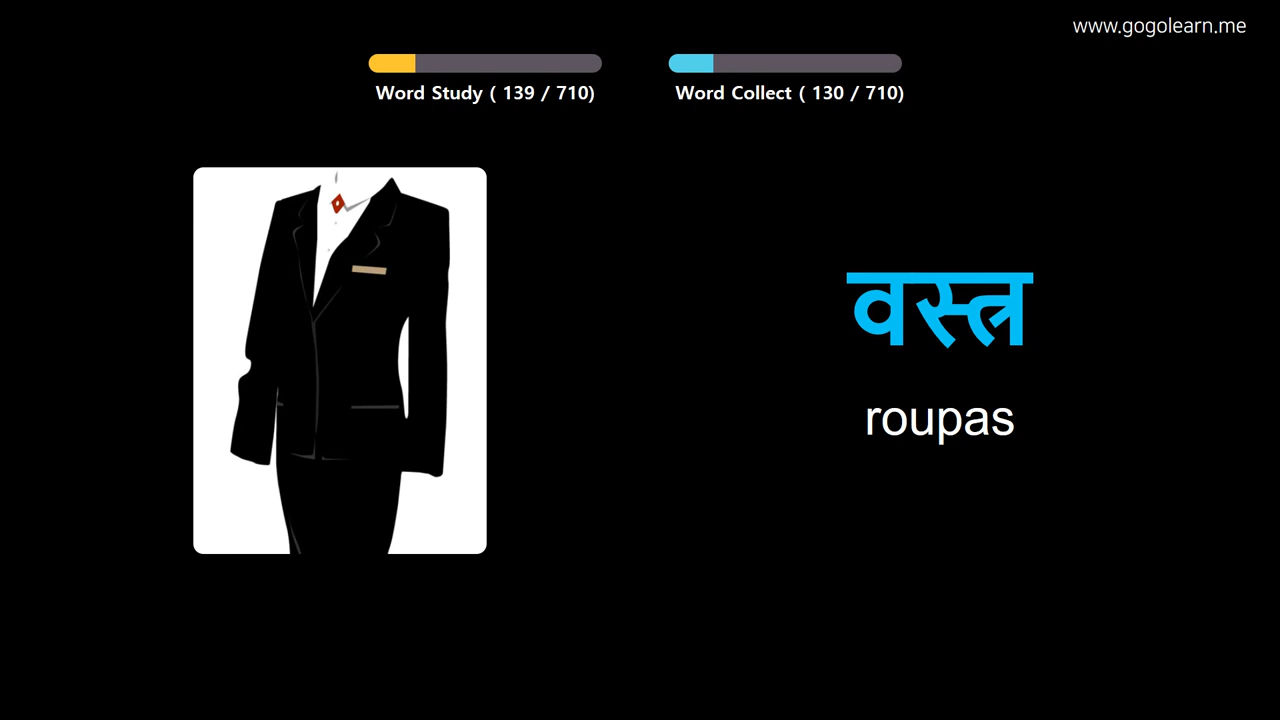 www.gogolearn.me
Word Study ( 139 / 710)
Word Collect ( 130 / 710)
वस्त्र
roupas